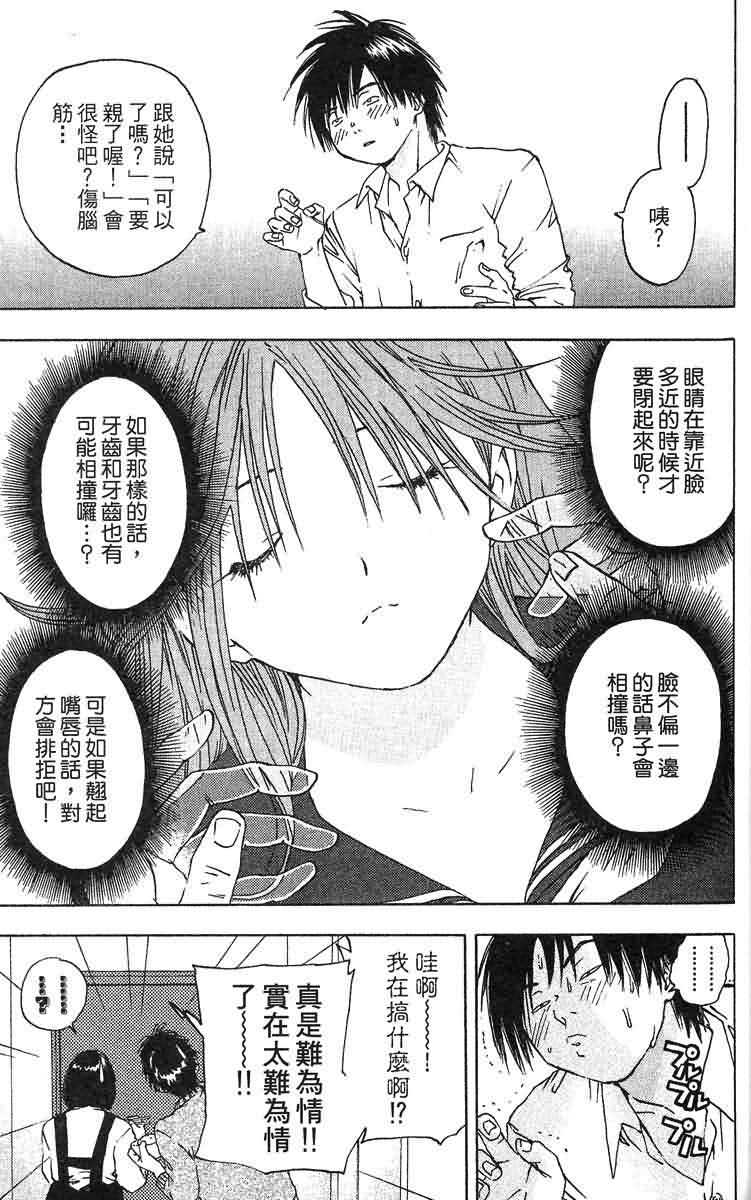 —
咦?
跟她說「可以
了嗎?」「要
親了喔!」會
很怪吧?傷腦
筋…
眼睛在靠近臉
多近的時候才
要閉起來呢?
如果那樣的話,
牙齒和牙齒也有
可能相撞囉…?
臉不偏一邊
的話鼻子會
相撞嗎?
可是如果翹起
嘴唇的話,對
方會排拒吧!
………
プルプルプル
哇啊~~~!
我在搞什麼啊!?
真是難為情!!
實在太難為情
了~~~!!
……
…?